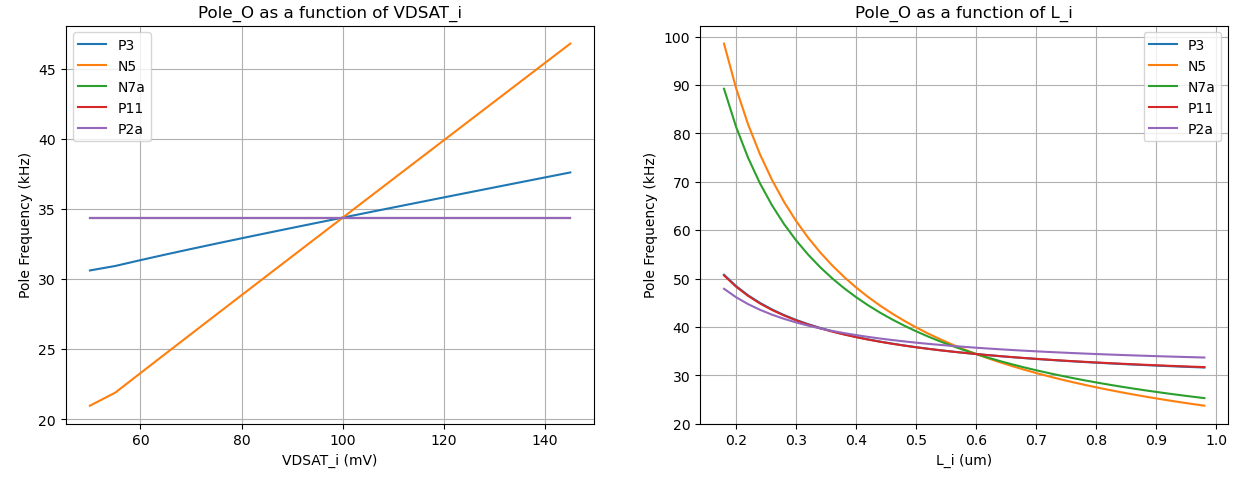 Pole_O as a function of VDSAT_i
P3
N5
N7a
P11
P2a
45
40
35
30
25
20
Pole Frequency (kHz)
60
80
100
120
140
VDSAT_i (mV)
Pole_O as a function of L_i
P3
N5
N7a
P11
P2a
100
90
80
70
60
50
40
30
20
Pole Frequency (kHz)
0.2
0.3
0.4
0.5
0.6
0.7
0.8
0.9
1.0
L_i (um)